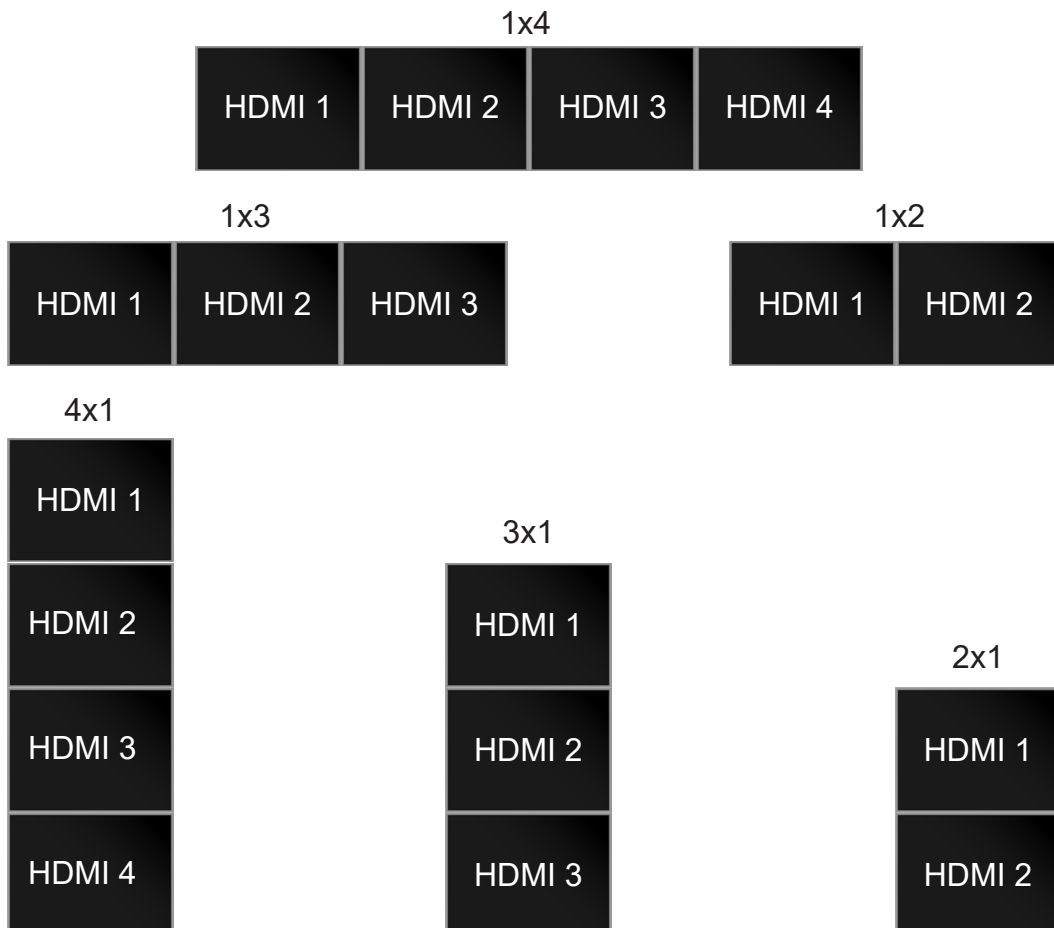 1x4
HDMI 1 HDMI 2 HDMI 3 HDMI 4
1x3
HDMI 1 HDMI 2 HDMI 3
1x2
HDMI 1 HDMI 2
4x1
HDMI 1
HDMI 2
HDMI 3
HDMI 4
3x1
HDMI 1
HDMI 2
HDMI 3
2x1
HDMI 1
HDMI 2